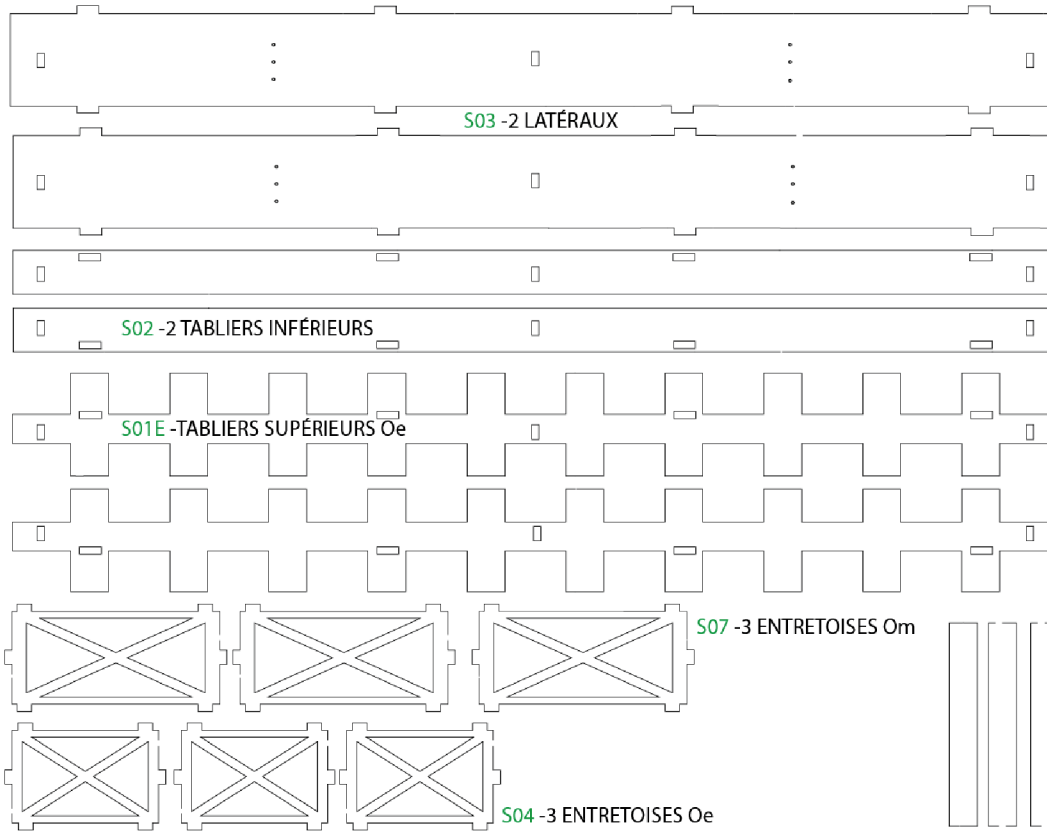 S03 -2 LATÉRAUX
S02 -2 TABLIERS INFÉRIEURS
S01E -TABLIERS SUPÉRIEURS Oe
S07 -3 ENTRETOISES Om
S04 -3 ENTRETOISES Oe